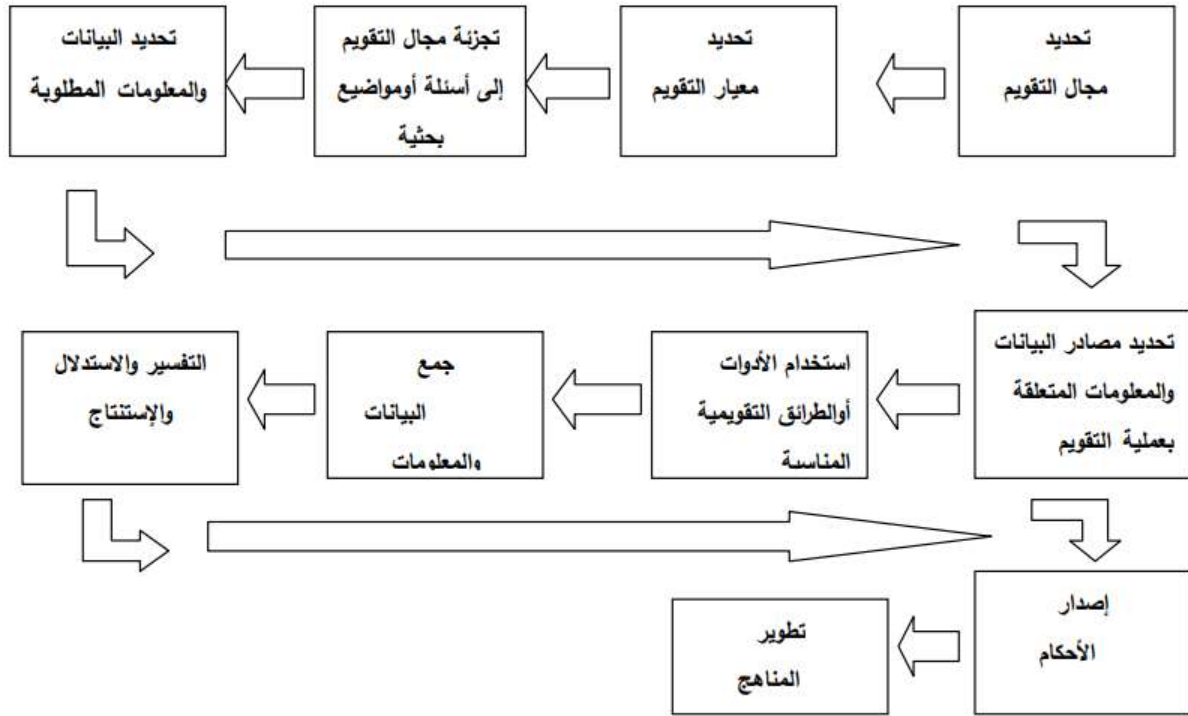 تحديد
مجال التقويم
تحديد
معيار التقويم
تجزئة مجال التقويم
إلى أسئلة أومواضيع
بحثية
تحديد البيانات
والمعلومات المطلوبة
تحديد مصادر البيانات
والمعلومات المتعلقة
بعملية التقويم
استخدام الأدوات
أوالطرائق التقويمية
المناسبة
جمع
البيانات
والمعلومات
التفسير والاستدلال
والإستنتاج
إصدار
الأحكام
تطوير
المناهج